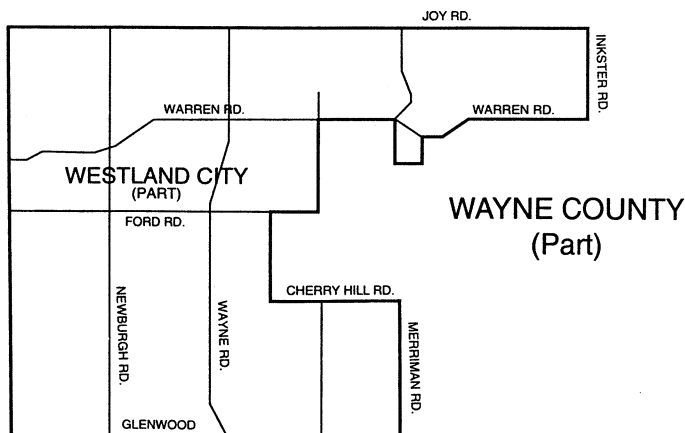 JOY RD.
INKSTER RD.
WARREN RD.
WARREN RD.
WESTLAND CITY
(PART)
WAYNE COUNTY
(Part)
FORD RD.
CHERRY HILL RD.
NEWBURGH RD.
WAYNE RD.
MERRIMAN RD.
GLENWOOD